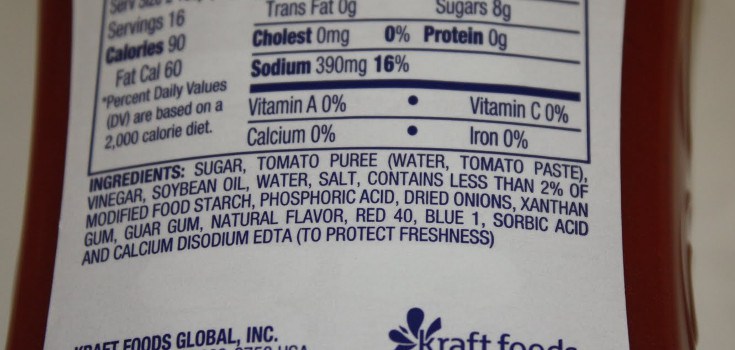 Servings 16
Calories 90
Fat Cal 60
*Percent Daily Values
(DV) are based on a
2,000 calorie diet.
Trans Fat 0g
Sugars 8g
Cholest 0mg 0% Protein 0g
Sodium 390mg 16%
Vitamin A 0% • Vitamin C 0%
Calcium 0% • Iron 0%
INGREDIENTS: SUGAR, TOMATO PUREE (WATER, TOMATO PASTE),
VINEGAR, SOYBEAN OIL, WATER, SALT, CONTAINS LESS THAN 2% OF
MODIFIED FOOD STARCH, PHOSPHORIC ACID, DRIED ONIONS, XANTHAN
GUM, GUAR GUM, NATURAL FLAVOR, RED 40, BLUE 1, SORBIC ACID
AND CALCIUM DISODIUM EDTA (TO PROTECT FRESHNESS)
KRAFT FOODS GLOBAL, INC.
kraft foods